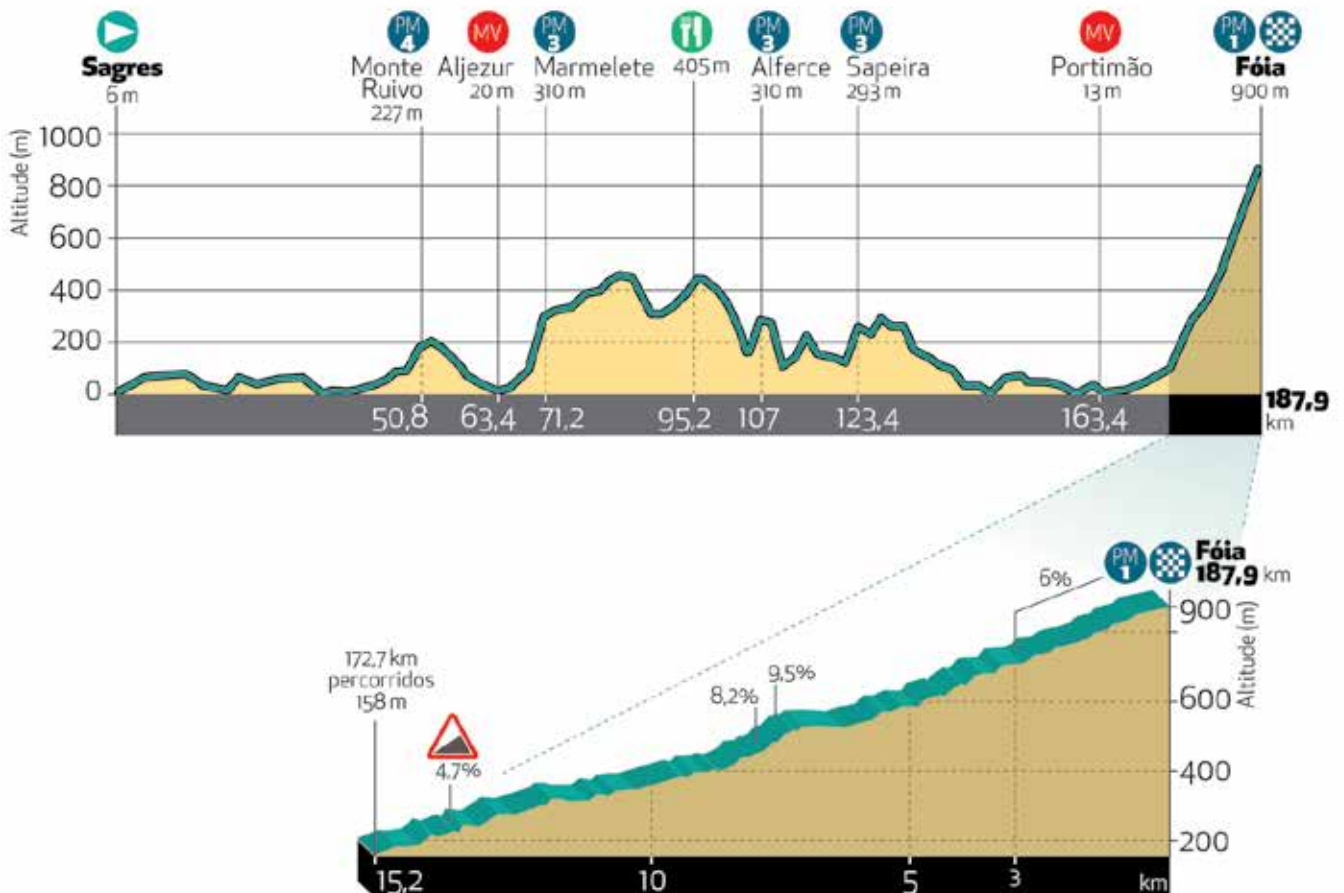 PM 4
MV
PM 3
PM 3
PM 3
MV
PM 1
Sagres
6 m
Monte
Ruivo
227 m
Aljezur
20 m
Marmelete
310 m
405 m
Alferce
310 m
Sapeira
293 m
Portimão
13 m
Fóia
900 m
Altitude (m)
1000
800
600
400
200
0
50,8
63,4
71,2
95,2
107
123,4
163,4
187,9
km
PM 1
Fóia
187,9 km
6%
9,5%
8,2%
172,7 km
percorridos
158 m
4,7%
900
600
400
200
Altitude (m)
15,2
10
5
3
km